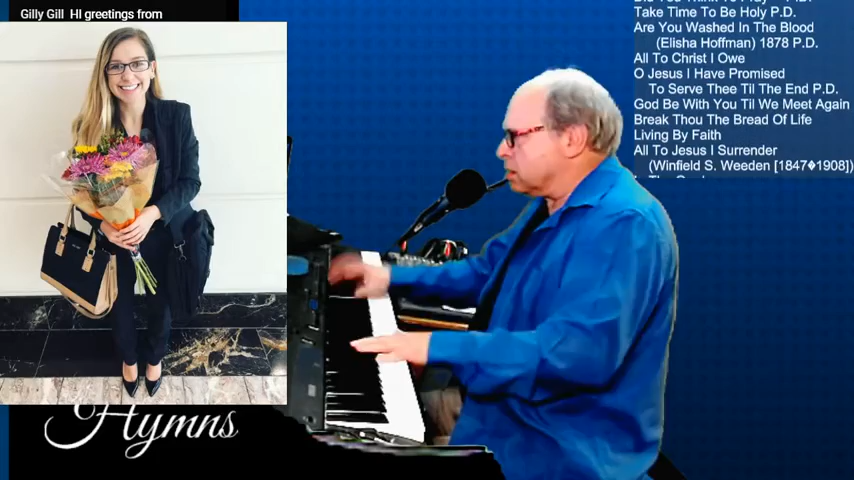 Gilly Gill HI greetings from
Take Time To Be Holy P.D.
Are You Washed In The Blood
(Elisha Hoffman) 1878 P.D.
All To Christ I Owe
O Jesus I Have Promised
To Serve Thee Til The End P.D.
God Be With You Til We Meet Again
Break Thou The Bread Of Life
Living By Faith
All To Jesus I Surrender
(Winfield S. Weeden [1847�1908])
Hymns